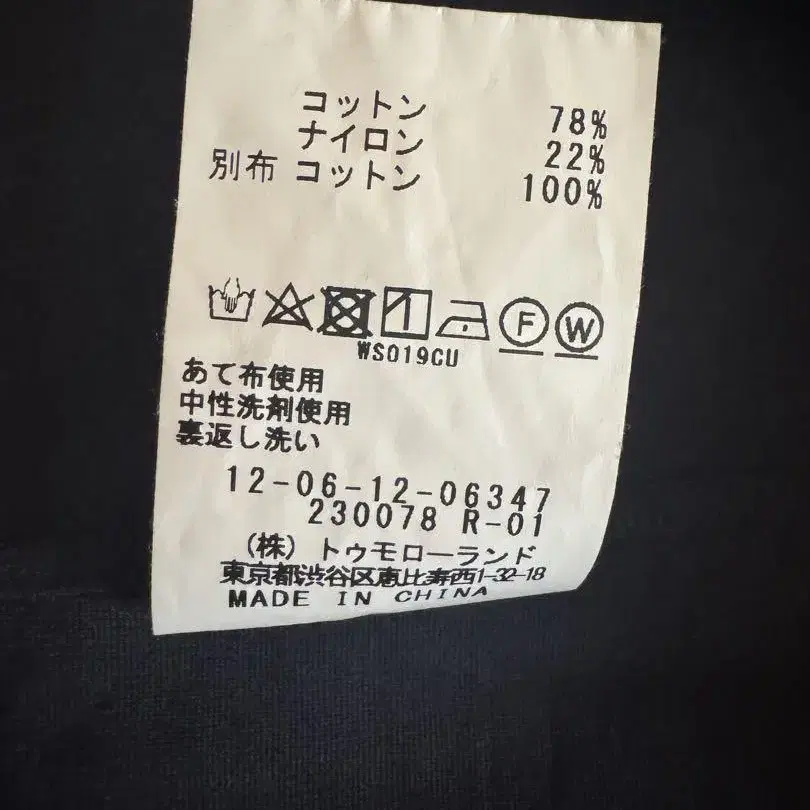 コットン 78%
ナイロン 22%
別布 コットン 100%
F W
WS019CU
あて布使用
中性洗剤使用
裏返し洗い
12-06-12-06347
230078 R-01
(株) トゥモローランド
東京都渋谷区恵比寿西1-32-18
MADE IN CHINA